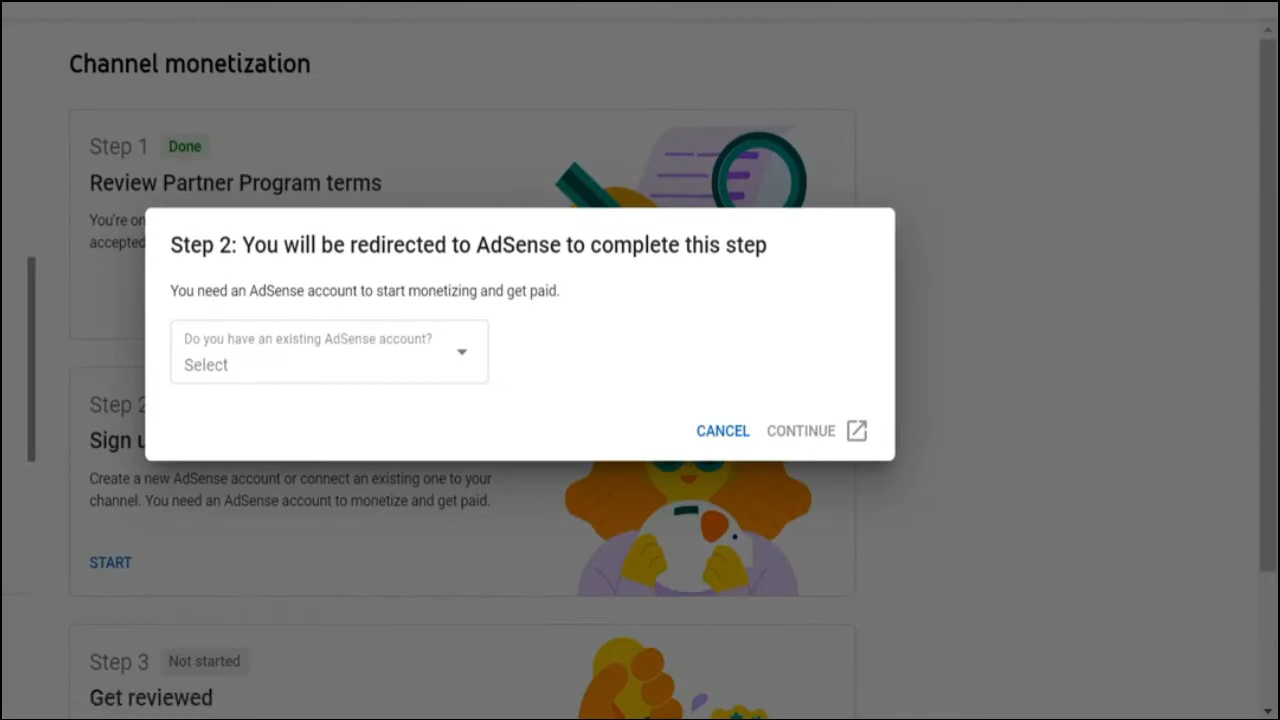 Channel monetization
Step 1 Done
Review Partner Program terms
You're on
accepted
Step 2: You will be redirected to AdSense to complete this step
You need an AdSense account to start monetizing and get paid.
Do you have an existing AdSense account?
Select
CANCEL CONTINUE
Step 2
Sign u
Create a new AdSense account or connect an existing one to your
channel. You need an AdSense account to monetize and get paid.
START
Step 3 Not started
Get reviewed